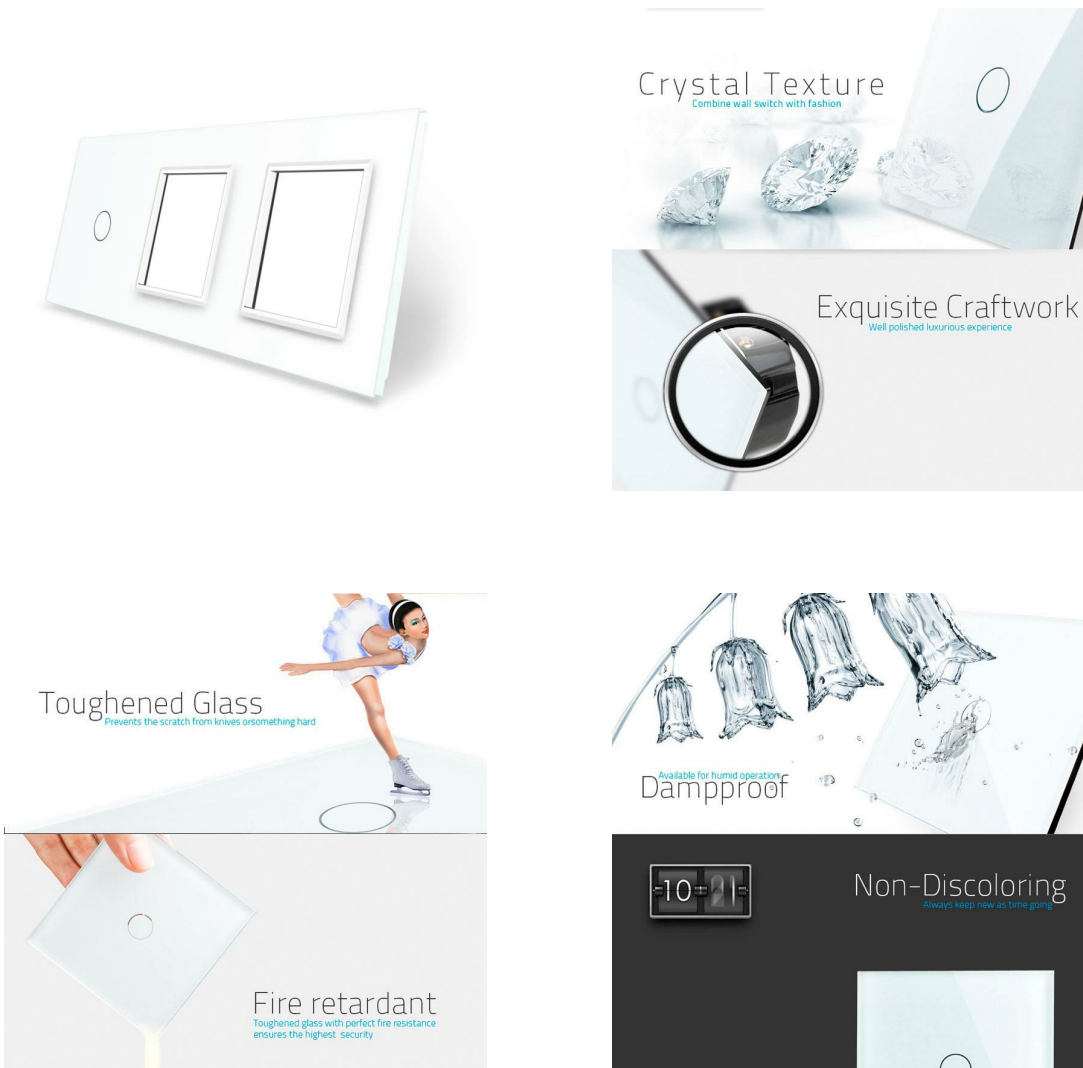 Crystal Texture
Combine wall switch with fashion
Exquisite Craftwork
Well polished luxurious experience
Toughened Glass
Prevents the scratch from knives orsomething hard
Available for humid operation
Dampproof
Fire retardant
Toughened glass with perfect fire resistance
ensures the highest security
10 21
Non-Discoloring
Always keep new as time going